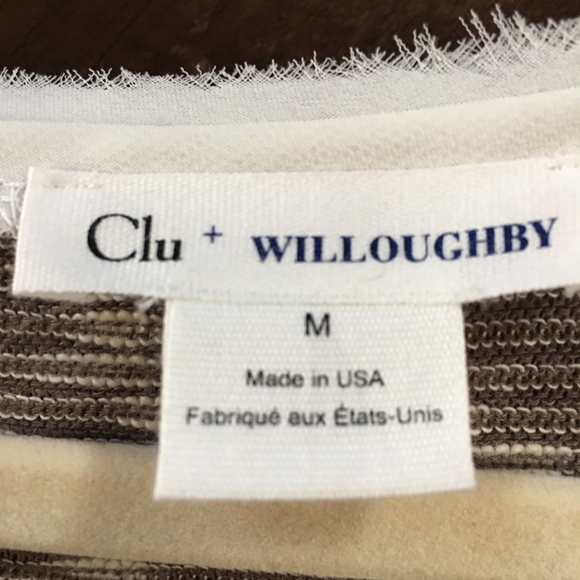 Clu + WILLOUGHBY
M
Made in USA
Fabriqué aux États-Unis